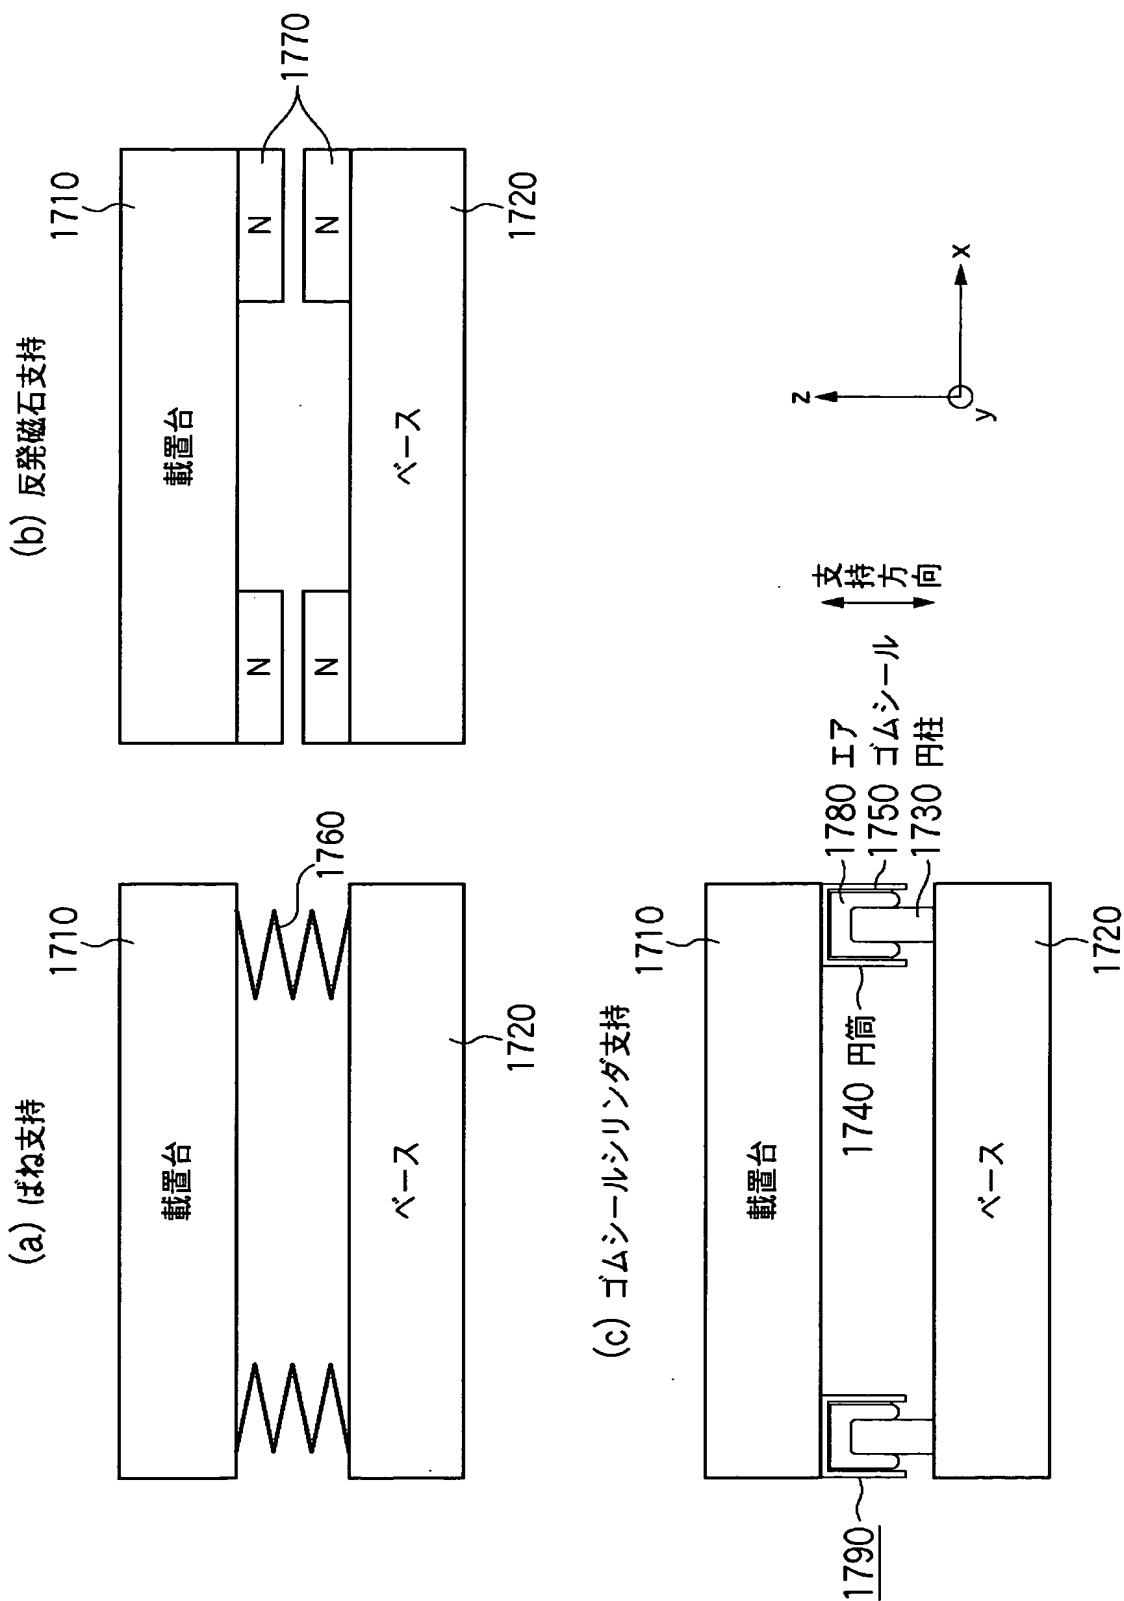 (a) ばね支持
1710
載置台
1760
ベース
1720
(b) 反発磁石支持
1710
載置台
N
N
1770
N
N
ベース
1720
(c) ゴムシールシリンダ支持
1710
載置台
1780 エア
1750 ゴムシール
1730 円柱
支持方向
1740 円筒
1790
ベース
1720
z
x
y